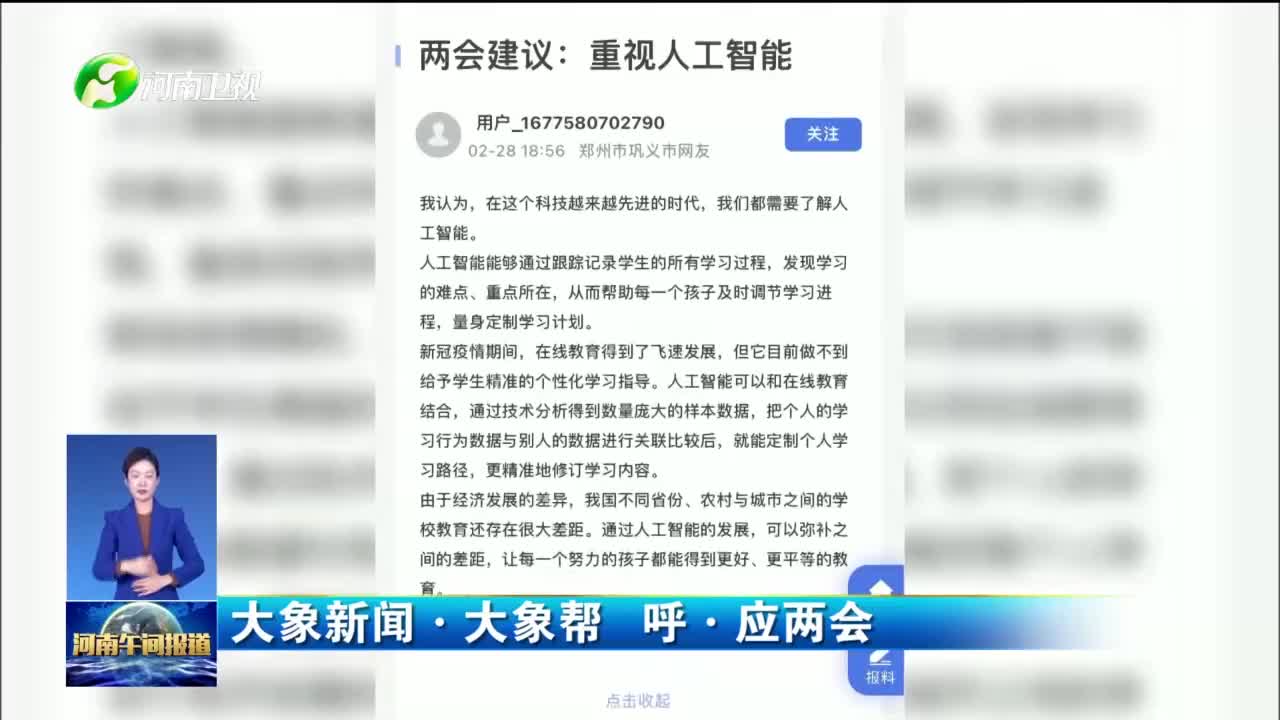 两会建议：重视人工智能
河南卫视
用户_1677580702790
关注
02-28 18:56 郑州市巩义市网友
我认为，在这个科技越来越先进的时代，我们都需要了解人
工智能。
人工智能能够通过跟踪记录学生的所有学习过程，发现学习
的难点、重点所在，从而帮助每一个孩子及时调节学习进
程，量身定制学习计划。
新冠疫情期间，在线教育得到了飞速发展，但它目前做不到
给予学生精准的个性化学习指导。人工智能可以和在线教育
结合，通过技术分析得到数量庞大的样本数据，把个人的学
习行为数据与别人的数据进行关联比较后，就能定制个人学
习路径，更精准地修订学习内容。
由于经济发展的差异，我国不同省份、农村与城市之间的学
校教育还存在很大差距。通过人工智能的发展，可以弥补之
间的差距，让每一个努力的孩子都能得到更好、更平等的教
育。
大象新闻·大象帮 呼·应两会
河南午间报道
报料
点击收起